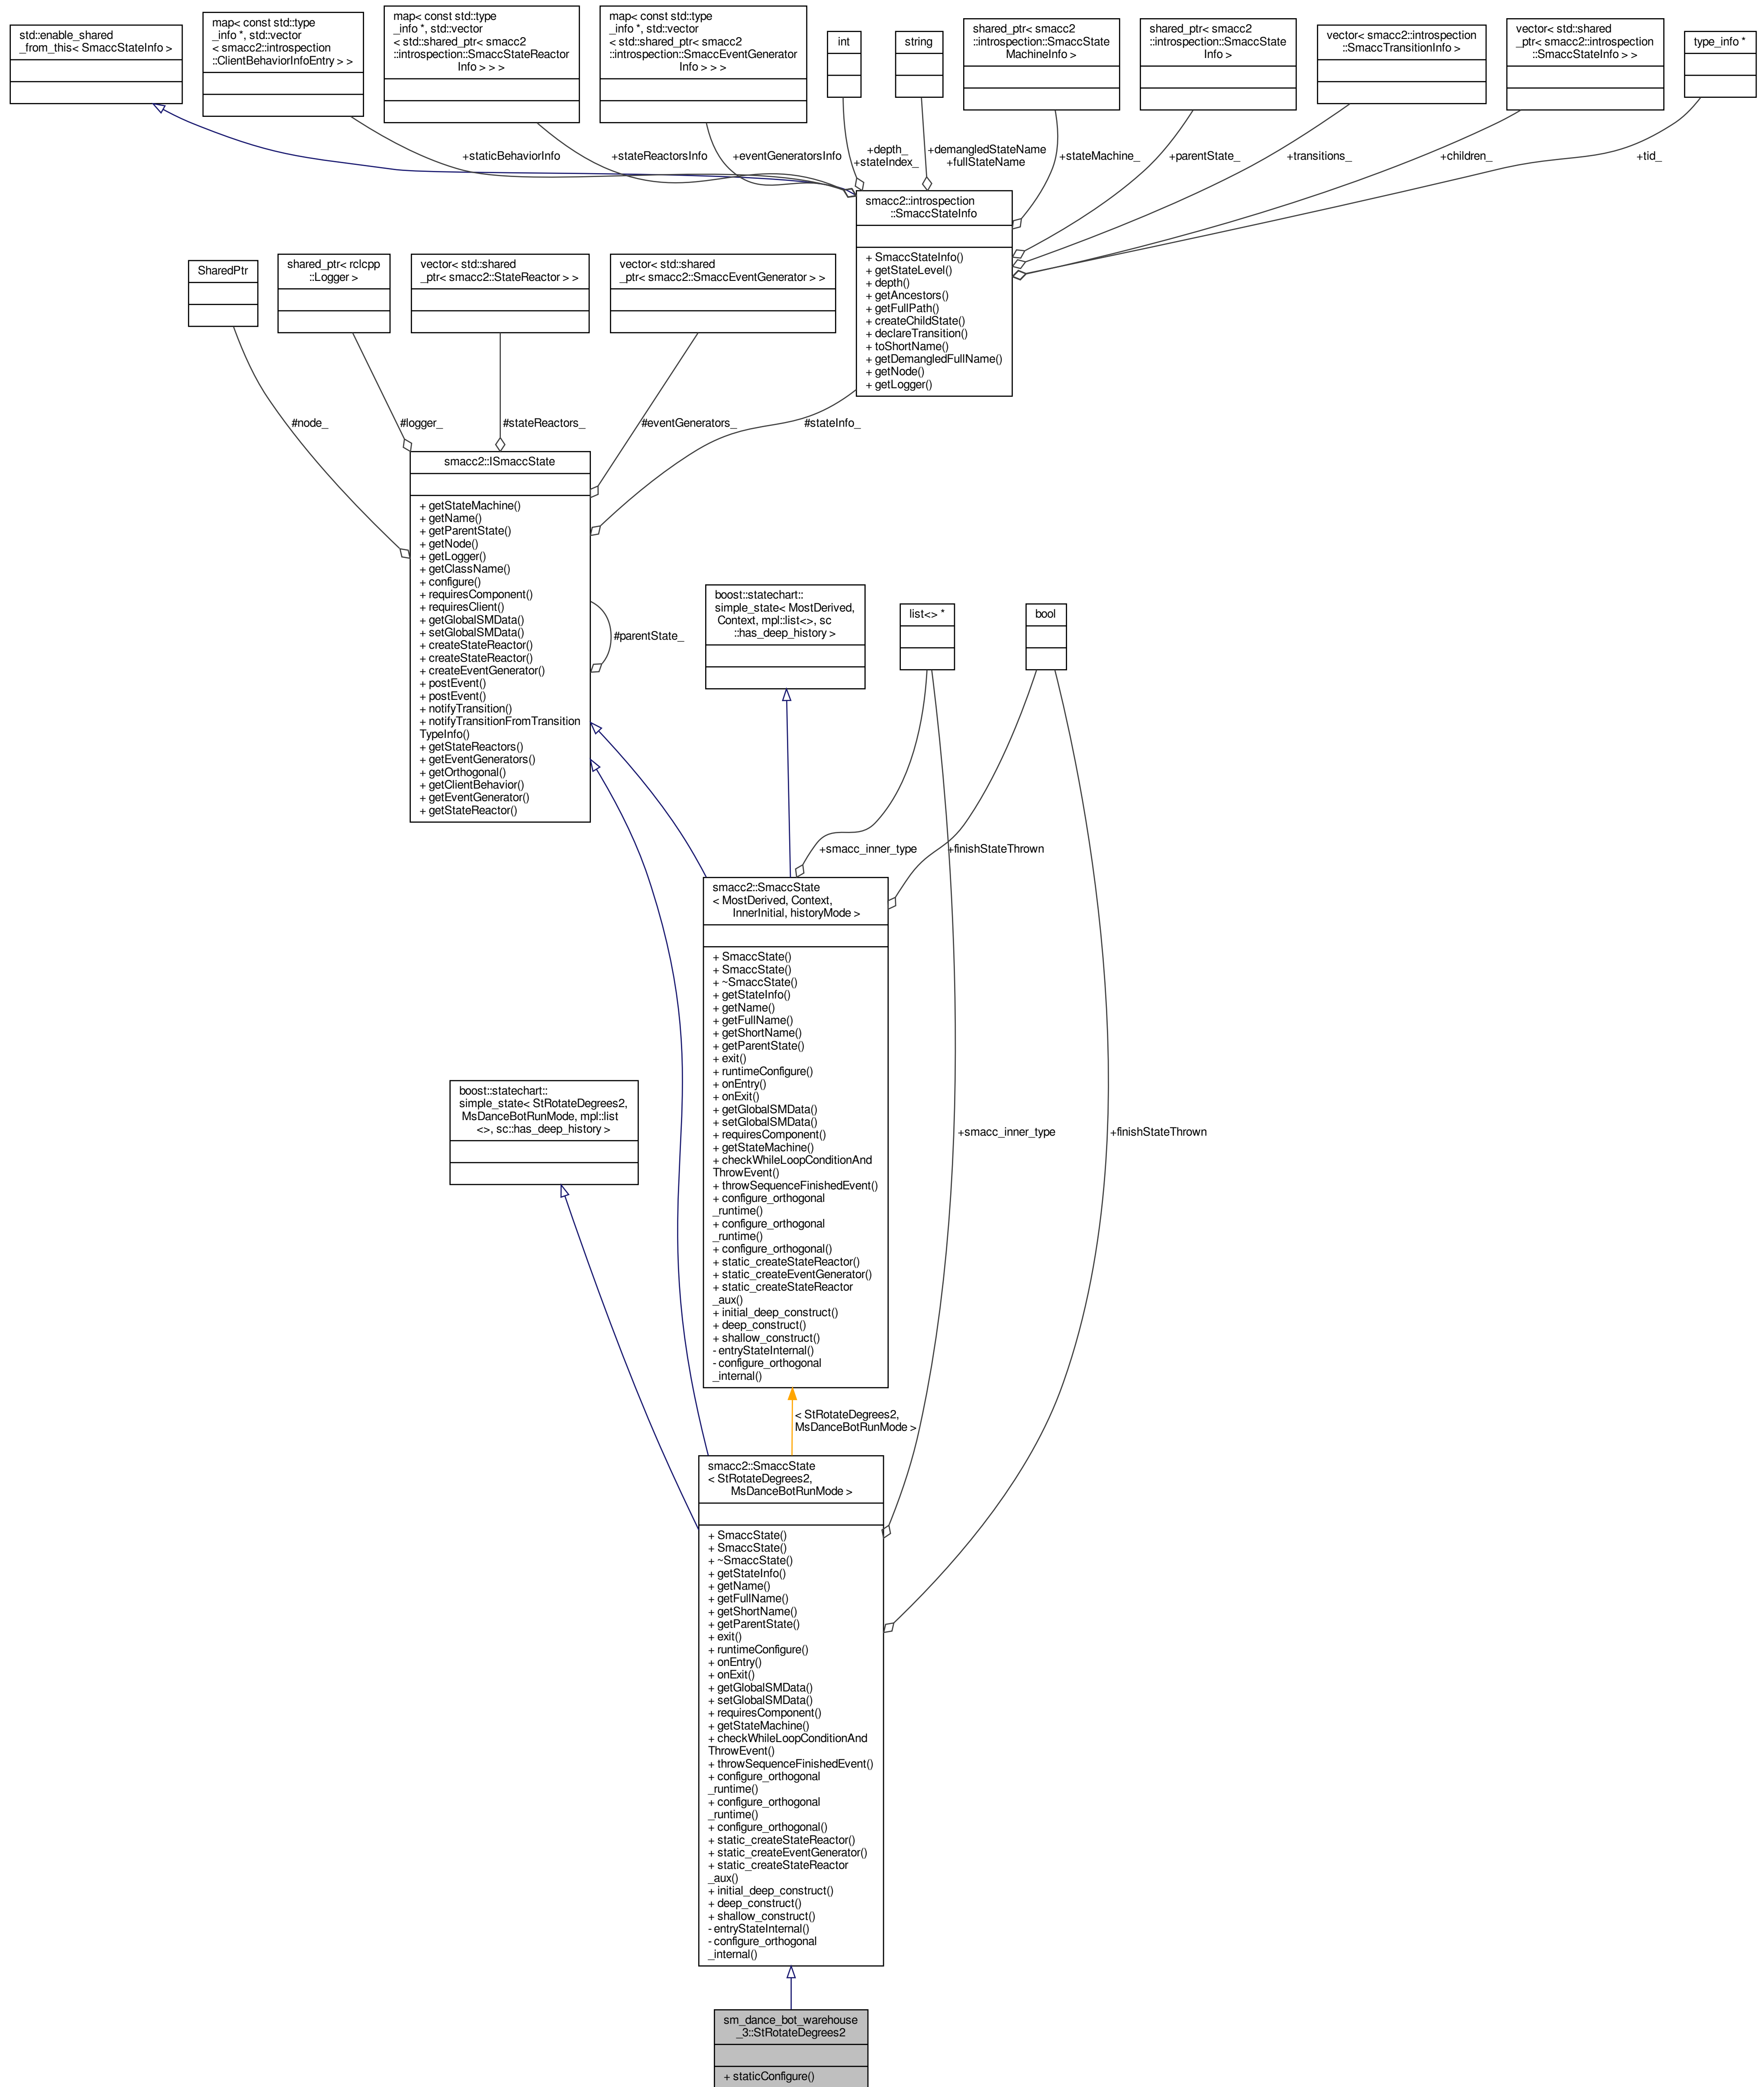 std::enable_shared
_from_this< SmaccStateInfo >
map< const std::type
_info *, std::vector
< smacc2::introspection
::ClientBehaviorInfoEntry > >
map< const std::type
_info *, std::vector
< std::shared_ptr< smacc2
::introspection::SmaccStateReactor
Info > > >
map< const std::type
_info *, std::vector
< std::shared_ptr< smacc2
::introspection::SmaccEventGenerator
Info > > >
int
string
shared_ptr< smacc2
::introspection::SmaccState
MachineInfo >
shared_ptr< smacc2
::introspection::SmaccState
Info >
vector< smacc2::introspection
::SmaccTransitionInfo >
vector< std::shared
_ptr< smacc2::introspection
::SmaccStateInfo > >
type_info *
+staticBehaviorInfo
+stateReactorsInfo
+eventGeneratorsInfo
+depth_
+stateIndex_
+demangledStateName
+fullStateName
+stateMachine_
+parentState_
+transitions_
+children_
+tid_
smacc2::introspection
::SmaccStateInfo
+ SmaccStateInfo()
+ getStateLevel()
+ depth()
+ getAncestors()
+ getFullPath()
+ createChildState()
+ declareTransition()
+ toShortName()
+ getDemangledFullName()
+ getNode()
+ getLogger()
SharedPtr
shared_ptr< rclcpp
::Logger >
vector< std::shared
_ptr< smacc2::StateReactor > >
vector< std::shared
_ptr< smacc2::SmaccEventGenerator > >
#node_
#logger_
#stateReactors_
#eventGenerators_
#stateInfo_
smacc2::ISmaccState
+ getStateMachine()
+ getName()
+ getParentState()
+ getNode()
+ getLogger()
+ getClassName()
+ configure()
+ requiresComponent()
+ requiresClient()
+ getGlobalSMData()
+ setGlobalSMData()
+ createStateReactor()
+ createStateReactor()
+ createEventGenerator()
+ postEvent()
+ postEvent()
+ notifyTransition()
+ notifyTransitionFromTransition
TypeInfo()
+ getStateReactors()
+ getEventGenerators()
+ getOrthogonal()
+ getClientBehavior()
+ getEventGenerator()
+ getStateReactor()
#parentState_
boost::statechart::
simple_state< MostDerived,
Context, mpl::list<>, sc
::has_deep_history >
list<> *
bool
+smacc_inner_type
+finishStateThrown
smacc2::SmaccState
< MostDerived, Context,
InnerInitial, historyMode >
+ SmaccState()
+ SmaccState()
+ ~SmaccState()
+ getStateInfo()
+ getName()
+ getFullName()
+ getShortName()
+ getParentState()
+ exit()
+ runtimeConfigure()
+ onEntry()
+ onExit()
+ getGlobalSMData()
+ setGlobalSMData()
+ requiresComponent()
+ getStateMachine()
+ checkWhileLoopConditionAnd
ThrowEvent()
+ throwSequenceFinishedEvent()
+ configure_orthogonal
_runtime()
+ configure_orthogonal
_runtime()
+ configure_orthogonal()
+ static_createStateReactor()
+ static_createEventGenerator()
+ static_createStateReactor
_aux()
+ initial_deep_construct()
+ deep_construct()
+ shallow_construct()
- entryStateInternal()
- configure_orthogonal
_internal()
boost::statechart::
simple_state< StRotateDegrees2,
MsDanceBotRunMode, mpl::list
<>, sc::has_deep_history >
+smacc_inner_type
+finishStateThrown
< StRotateDegrees2,
MsDanceBotRunMode >
smacc2::SmaccState
< StRotateDegrees2,
MsDanceBotRunMode >
+ SmaccState()
+ SmaccState()
+ ~SmaccState()
+ getStateInfo()
+ getName()
+ getFullName()
+ getShortName()
+ getParentState()
+ exit()
+ runtimeConfigure()
+ onEntry()
+ onExit()
+ getGlobalSMData()
+ setGlobalSMData()
+ requiresComponent()
+ getStateMachine()
+ checkWhileLoopConditionAnd
ThrowEvent()
+ throwSequenceFinishedEvent()
+ configure_orthogonal
_runtime()
+ configure_orthogonal
_runtime()
+ configure_orthogonal()
+ static_createStateReactor()
+ static_createEventGenerator()
+ static_createStateReactor
_aux()
+ initial_deep_construct()
+ deep_construct()
+ shallow_construct()
- entryStateInternal()
- configure_orthogonal
_internal()
sm_dance_bot_warehouse
_3::StRotateDegrees2
+ staticConfigure()